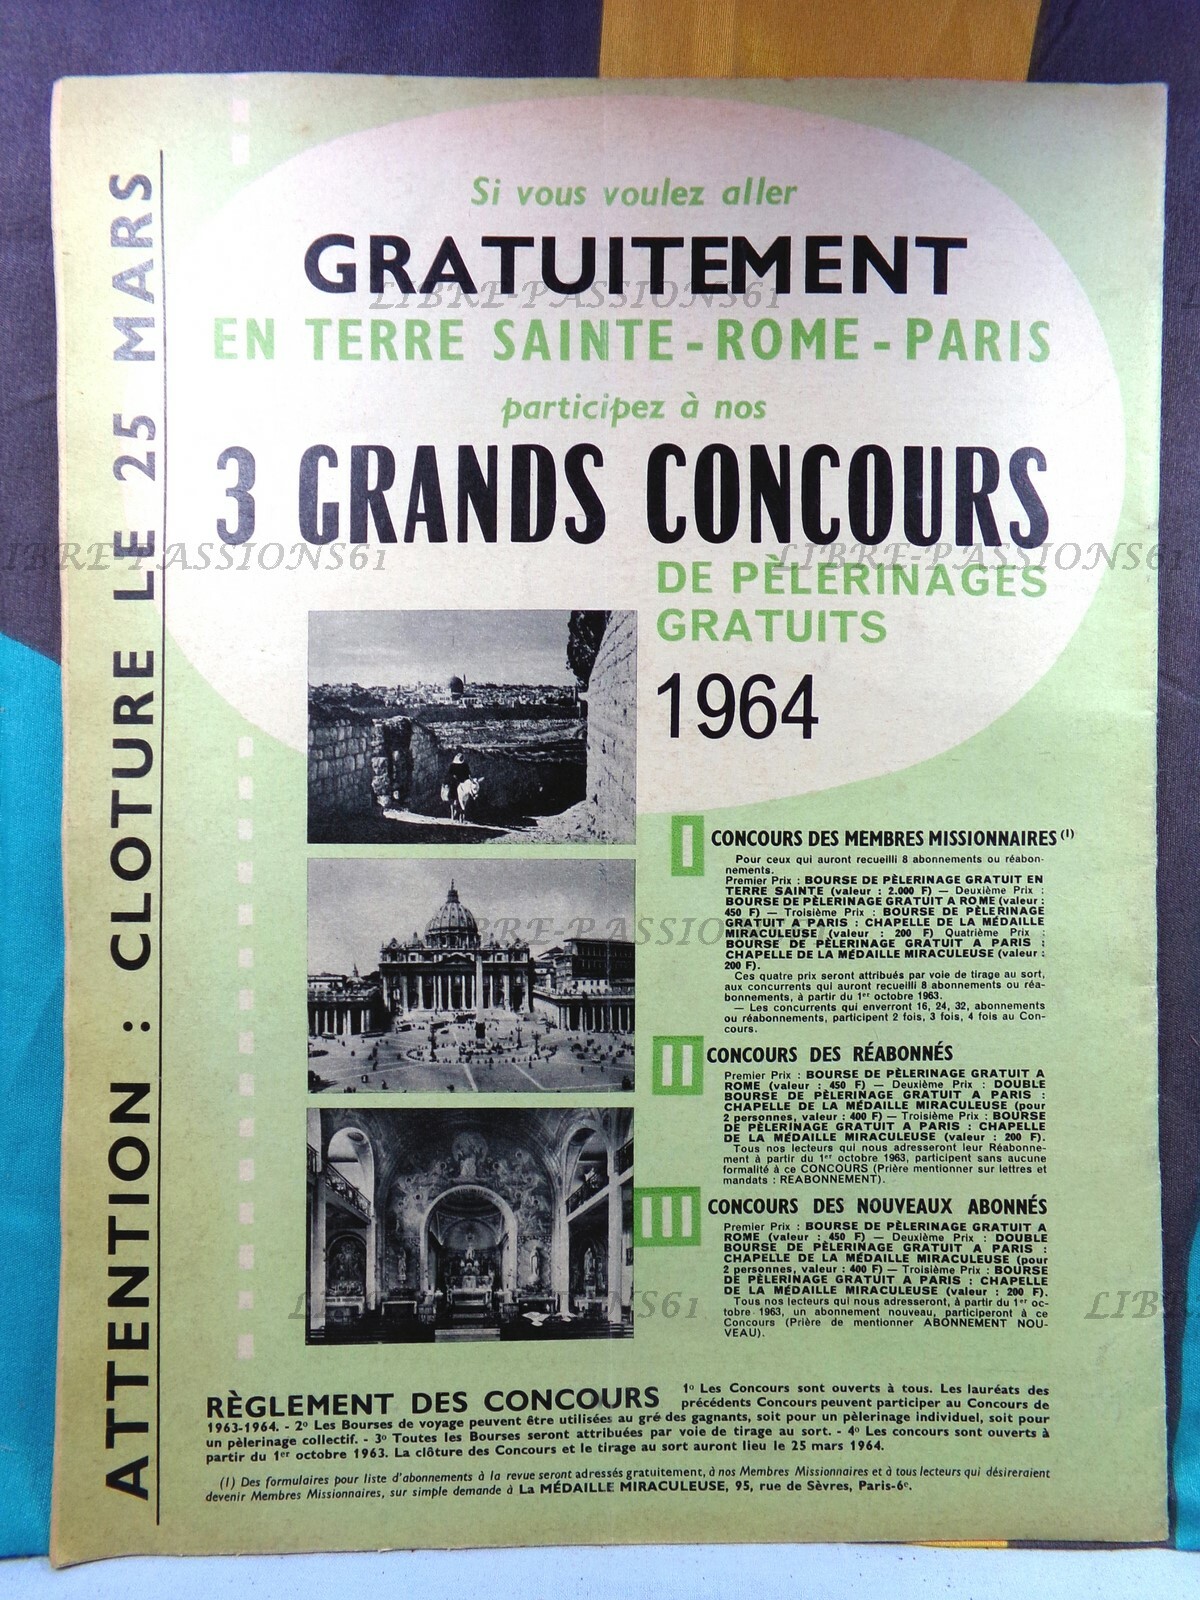 ATTENTION : CLOTURE LE 25 MARS
Si vous voulez aller
GRATUITEMENT
EN TERRE SAINTE - ROME - PARIS
participez à nos
3 GRANDS CONCOURS
DE PÈLERINAGES
GRATUITS
1964
I CONCOURS DES MEMBRES MISSIONNAIRES (1)
Pour ceux qui auront recueilli 8 abonnements ou réabon-
nements.
Premier Prix : BOURSE DE PÈLERINAGE GRATUIT EN
TERRE SAINTE (valeur : 2.000 F) — Deuxième Prix :
BOURSE DE PÈLERINAGE GRATUIT A ROME (valeur :
450 F) — Troisième Prix : BOURSE DE PÈLERINAGE
GRATUIT A PARIS : CHAPELLE DE LA MÉDAILLE
MIRACULEUSE (valeur : 200 F) Quatrième Prix :
BOURSE DE PÈLERINAGE GRATUIT A PARIS :
CHAPELLE DE LA MÉDAILLE MIRACULEUSE (valeur :
200 F).
Ces quatre prix seront attribués par voie de tirage au sort,
aux concurrents qui auront recueilli 8 abonnements ou réa-
bonnements, à partir du 1er octobre 1963.
— Les concurrents qui enverront 16, 24, 32, abonnements
ou réabonnements, participent 2 fois, 3 fois, 4 fois au Con-
cours.
II CONCOURS DES RÉABONNÉS
Premier Prix : BOURSE DE PÈLERINAGE GRATUIT A
ROME (valeur : 450 F) — Deuxième Prix : DOUBLE
BOURSE DE PÈLERINAGE GRATUIT A PARIS :
CHAPELLE DE LA MÉDAILLE MIRACULEUSE (pour
2 personnes, valeur : 400 F) — Troisième Prix : BOURSE
DE PÈLERINAGE GRATUIT A PARIS : CHAPELLE
DE LA MÉDAILLE MIRACULEUSE (valeur : 200 F).
Tous nos lecteurs qui nous adresseront leur Réabonne-
ment à partir du 1er octobre 1963, participent sans aucune
formalité à ce CONCOURS (Prière mentionner sur lettres et
mandats : REABONNEMENT).
III CONCOURS DES NOUVEAUX ABONNÉS
Premier Prix : BOURSE DE PÈLERINAGE GRATUIT A
ROME (valeur : 450 F) — Deuxième Prix : DOUBLE
BOURSE DE PÈLERINAGE GRATUIT A PARIS :
CHAPELLE DE LA MÉDAILLE MIRACULEUSE (pour
2 personnes, valeur : 400 F) — Troisième Prix : BOURSE
DE PÈLERINAGE GRATUIT A PARIS : CHAPELLE
DE LA MÉDAILLE MIRACULEUSE (valeur : 200 F).
Tous nos lecteurs qui nous adresseront, à partir du 1er oc-
tobre 1963, un abonnement nouveau, participeront à ce
Concours (Prière de mentionner ABONNEMENT NOU-
VEAU).
RÈGLEMENT DES CONCOURS 1º Les Concours sont ouverts à tous. Les lauréats des
précédents Concours peuvent participer au Concours de
1963-1964. - 2º Les Bourses de voyage peuvent être utilisées au gré des gagnants, soit pour un pèlerinage individuel, soit pour
un pèlerinage collectif. - 3º Toutes les Bourses seront attribuées par voie de tirage au sort. - 4º Les concours sont ouverts à
partir du 1er octobre 1963. La clôture des Concours et le tirage au sort auront lieu le 25 mars 1964.
(1) Des formulaires pour liste d'abonnements à la revue seront adressés gratuitement, à nos Membres Missionnaires et à tous lecteurs qui désireraient
devenir Membres Missionnaires, sur simple demande à La MÉDAILLE MIRACULEUSE, 95, rue de Sèvres, Paris-6e.
LIBRE-PASSIONS61
LIBRE-PASSIONS61
LIBRE-PASSIONS61